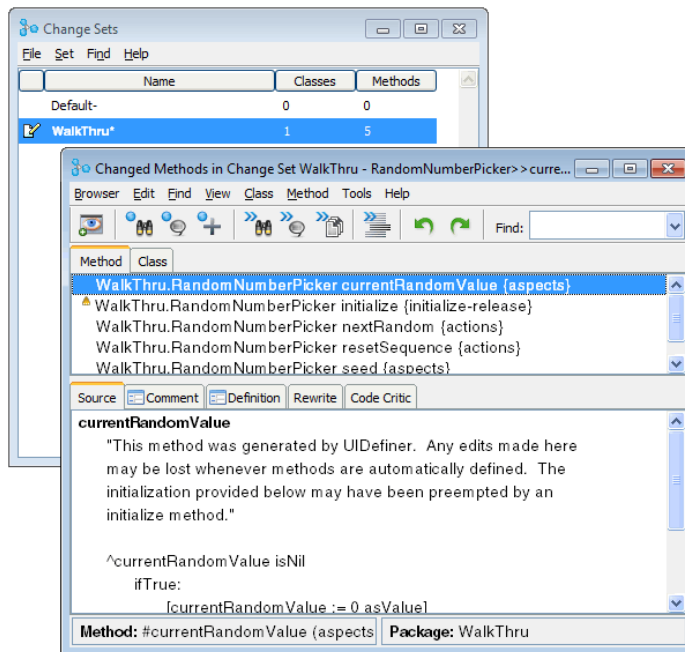 Change Sets
File Set Find Help
Name Classes Methods
Default- 0 0
WalkThru* 1 5
Changed Methods in Change Set WalkThru - RandomNumberPicker>>curre...
Browser Edit Find View Class Method Tools Help
Find:
Method Class
WalkThru.RandomNumberPicker currentRandomValue {aspects}
WalkThru.RandomNumberPicker initialize {initialize-release}
WalkThru.RandomNumberPicker nextRandom {actions}
WalkThru.RandomNumberPicker resetSequence {actions}
WalkThru.RandomNumberPicker seed {aspects}
Source Comment Definition Rewrite Code Critic
currentRandomValue
"This method was generated by UIDefiner. Any edits made here
may be lost whenever methods are automatically defined. The
initialization provided below may have been preempted by an
initialize method."
^currentRandomValue isNil
ifTrue:
[currentRandomValue := 0 asValue]
Method: #currentRandomValue (aspects Package: WalkThru